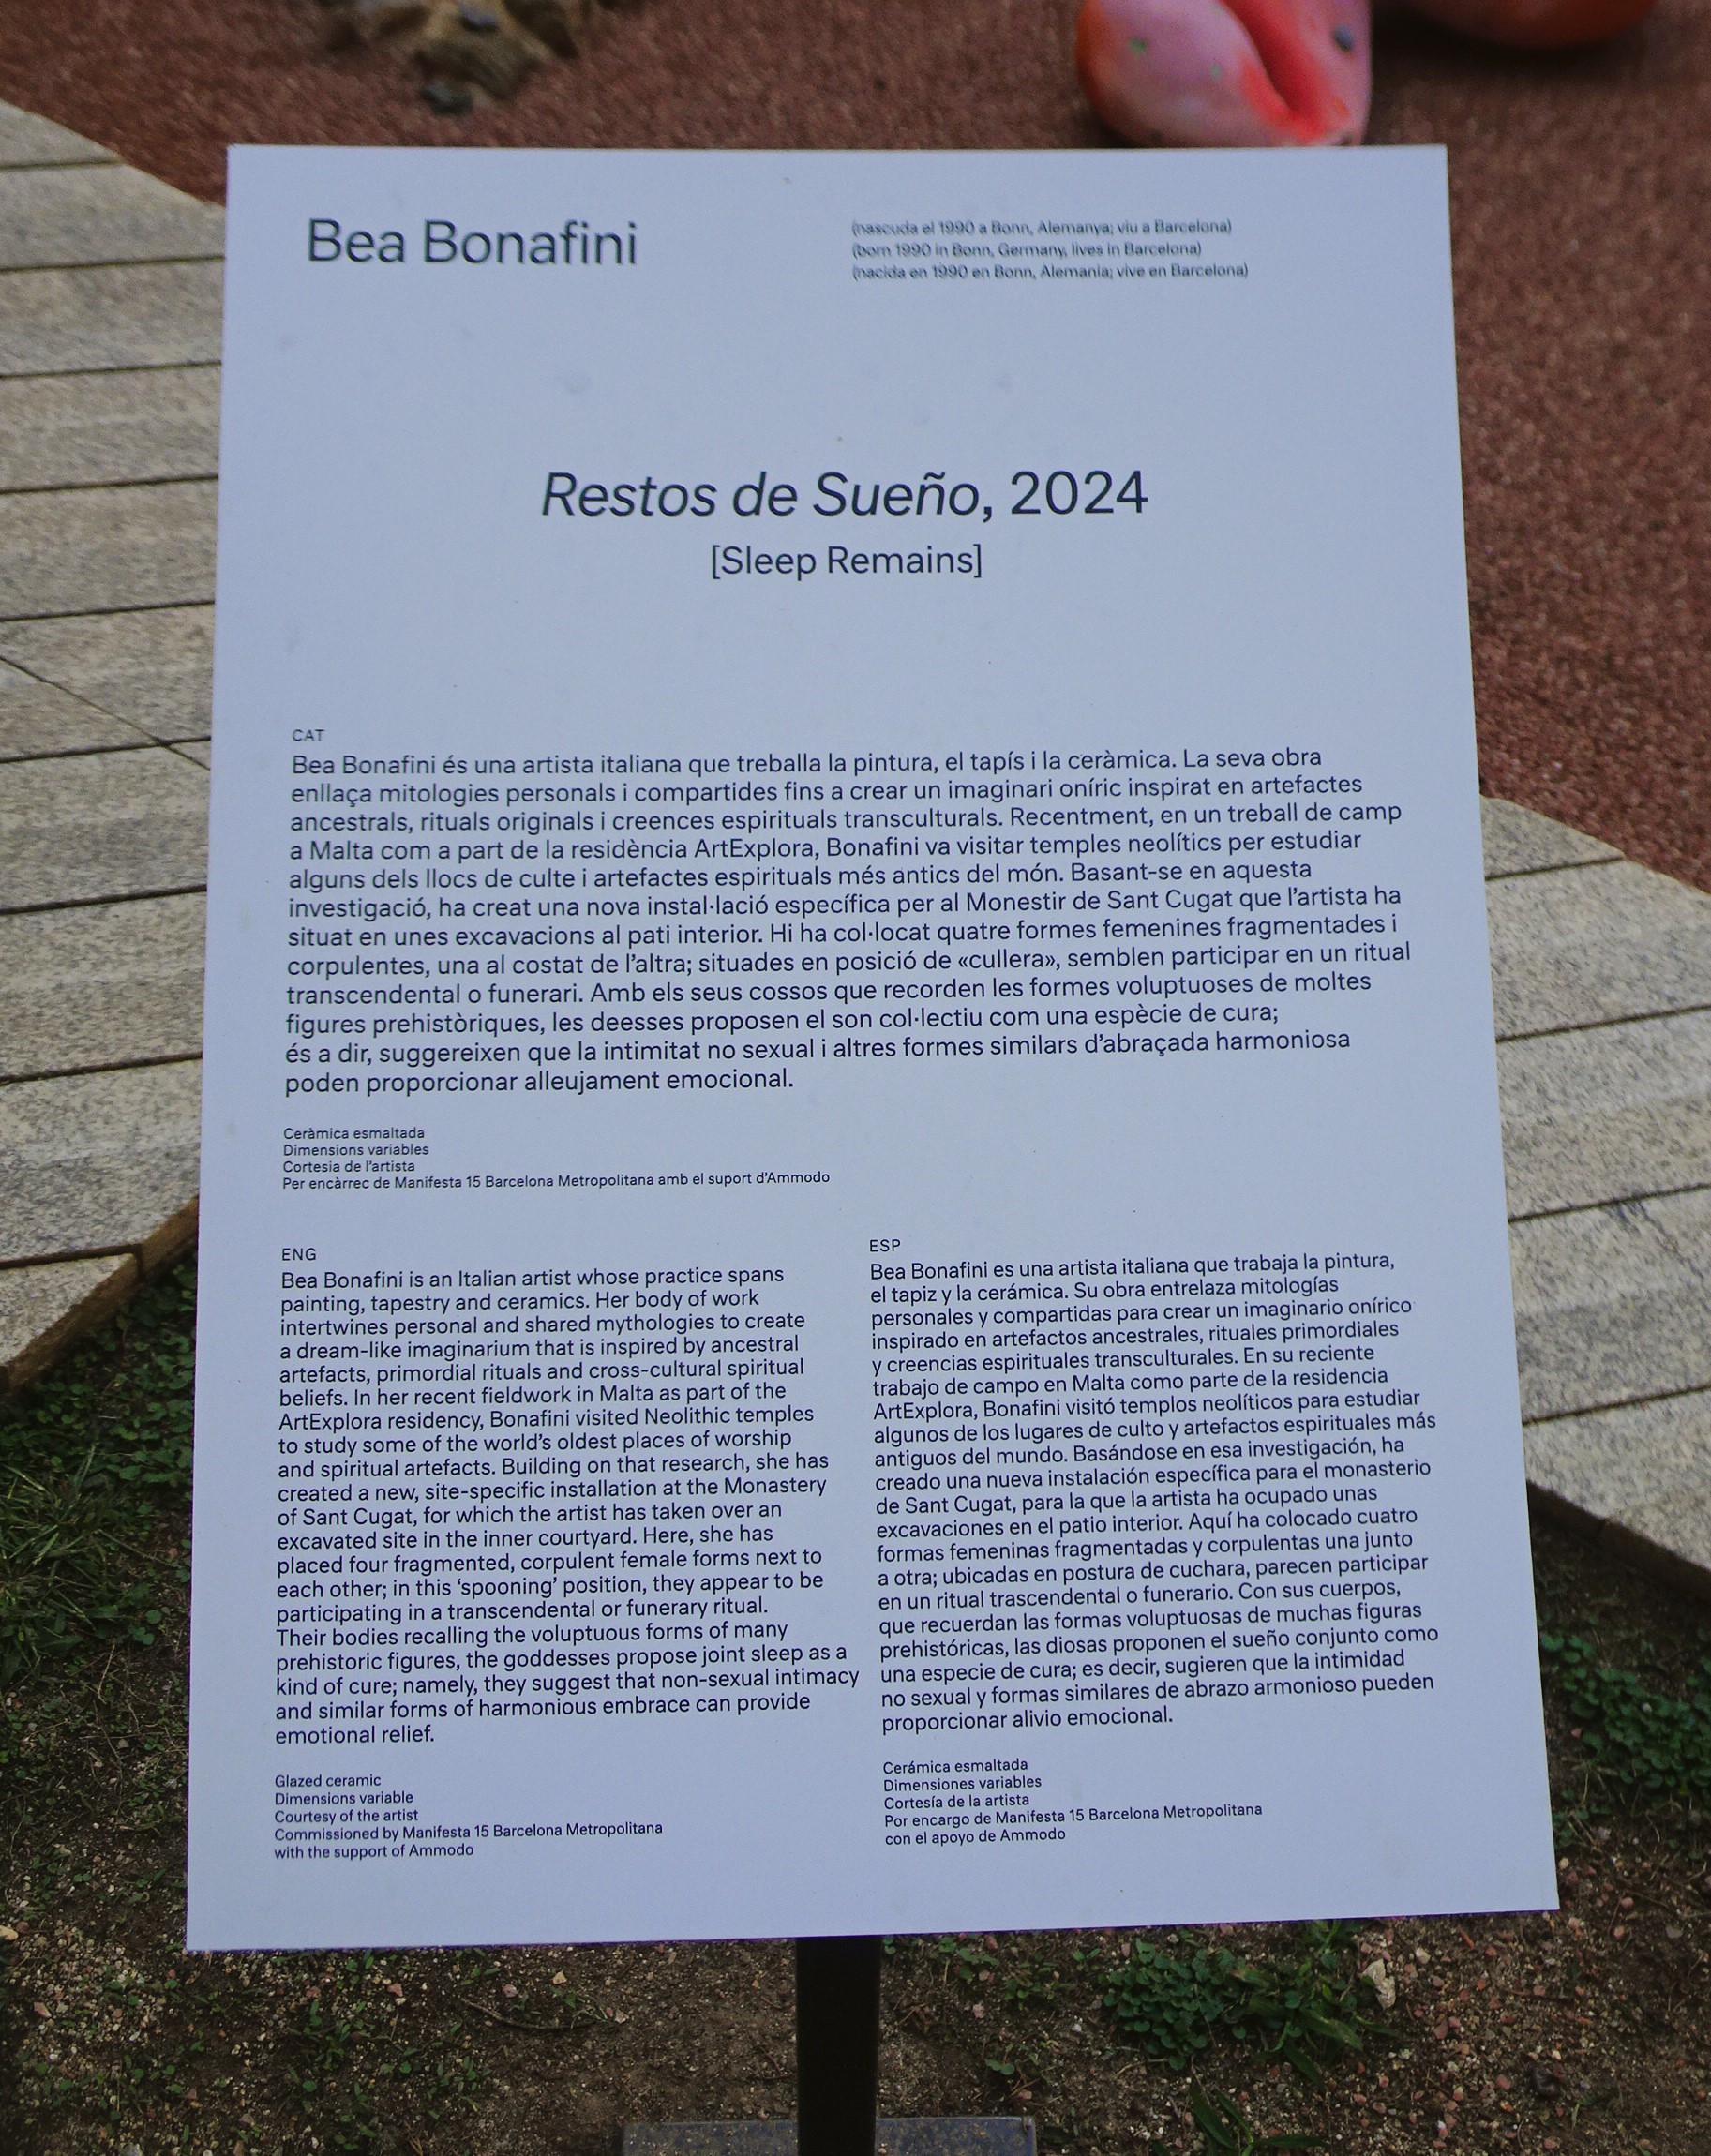 Bea Bonafini
(nascuda el 1990 a Bonn, Alemanya; viu a Barcelona)
(born 1990 in Bonn, Germany, lives in Barcelona)
(nacida en 1990 en Bonn, Alemania; vive en Barcelona)
Restos de Sueño, 2024
[Sleep Remains]
CAT
Bea Bonafini és una artista italiana que treballa la pintura, el tapís i la ceràmica. La seva obra
enllaça mitologies personals i compartides fins a crear un imaginari oníric inspirat en artefactes
ancestrals, rituals originals i creences espirituals transculturals. Recentment, en un treball de camp
a Malta com a part de la residència ArtExplora, Bonafini va visitar temples neolítics per estudiar
alguns dels llocs de culte i artefactes espirituals més antics del món. Basant-se en aquesta
investigació, ha creat una nova instal·lació específica per al Monestir de Sant Cugat que l'artista ha
situat en unes excavacions al pati interior. Hi ha col·locat quatre formes femenines fragmentades i
corpulentes, una al costat de l'altra; situades en posició de «cullera», semblen participar en un ritual
transcendental o funerari. Amb els seus cossos que recorden les formes voluptuoses de moltes
figures prehistòriques, les deesses proposen el son col·lectiu com una espècie de cura;
és a dir, suggereixen que la intimitat no sexual i altres formes similars d'abraçada harmoniosa
poden proporcionar alleujament emocional.
Ceràmica esmaltada
Dimensions variables
Cortesia de l'artista
Per encàrrec de Manifesta 15 Barcelona Metropolitana amb el suport d'Ammodo
ENG
Bea Bonafini is an Italian artist whose practice spans
painting, tapestry and ceramics. Her body of work
intertwines personal and shared mythologies to create
a dream-like imaginarium that is inspired by ancestral
artefacts, primordial rituals and cross-cultural spiritual
beliefs. In her recent fieldwork in Malta as part of the
ArtExplora residency, Bonafini visited Neolithic temples
to study some of the world's oldest places of worship
and spiritual artefacts. Building on that research, she has
created a new, site-specific installation at the Monastery
of Sant Cugat, for which the artist has taken over an
excavated site in the inner courtyard. Here, she has
placed four fragmented, corpulent female forms next to
each other; in this 'spooning' position, they appear to be
participating in a transcendental or funerary ritual.
Their bodies recalling the voluptuous forms of many
prehistoric figures, the goddesses propose joint sleep as a
kind of cure; namely, they suggest that non-sexual intimacy
and similar forms of harmonious embrace can provide
emotional relief.
Glazed ceramic
Dimensions variable
Courtesy of the artist
Commissioned by Manifesta 15 Barcelona Metropolitana
with the support of Ammodo
ESP
Bea Bonafini es una artista italiana que trabaja la pintura,
el tapiz y la cerámica. Su obra entrelaza mitologías
personales y compartidas para crear un imaginario onírico
inspirado en artefactos ancestrales, rituales primordiales
y creencias espirituales transculturales. En su reciente
trabajo de campo en Malta como parte de la residencia
ArtExplora, Bonafini visitó templos neolíticos para estudiar
algunos de los lugares de culto y artefactos espirituales más
antiguos del mundo. Basándose en esa investigación, ha
creado una nueva instalación específica para el monasterio
de Sant Cugat, para la que la artista ha ocupado unas
excavaciones en el patio interior. Aquí ha colocado cuatro
formas femeninas fragmentadas y corpulentas una junto
a otra; ubicadas en postura de cuchara, parecen participar
en un ritual trascendental o funerario. Con sus cuerpos,
que recuerdan las formas voluptuosas de muchas figuras
prehistóricas, las diosas proponen el sueño conjunto como
una especie de cura; es decir, sugieren que la intimidad
no sexual y formas similares de abrazo armonioso pueden
proporcionar alivio emocional.
Cerámica esmaltada
Dimensiones variables
Cortesía de la artista
Por encargo de Manifesta 15 Barcelona Metropolitana
con el apoyo de Ammodo